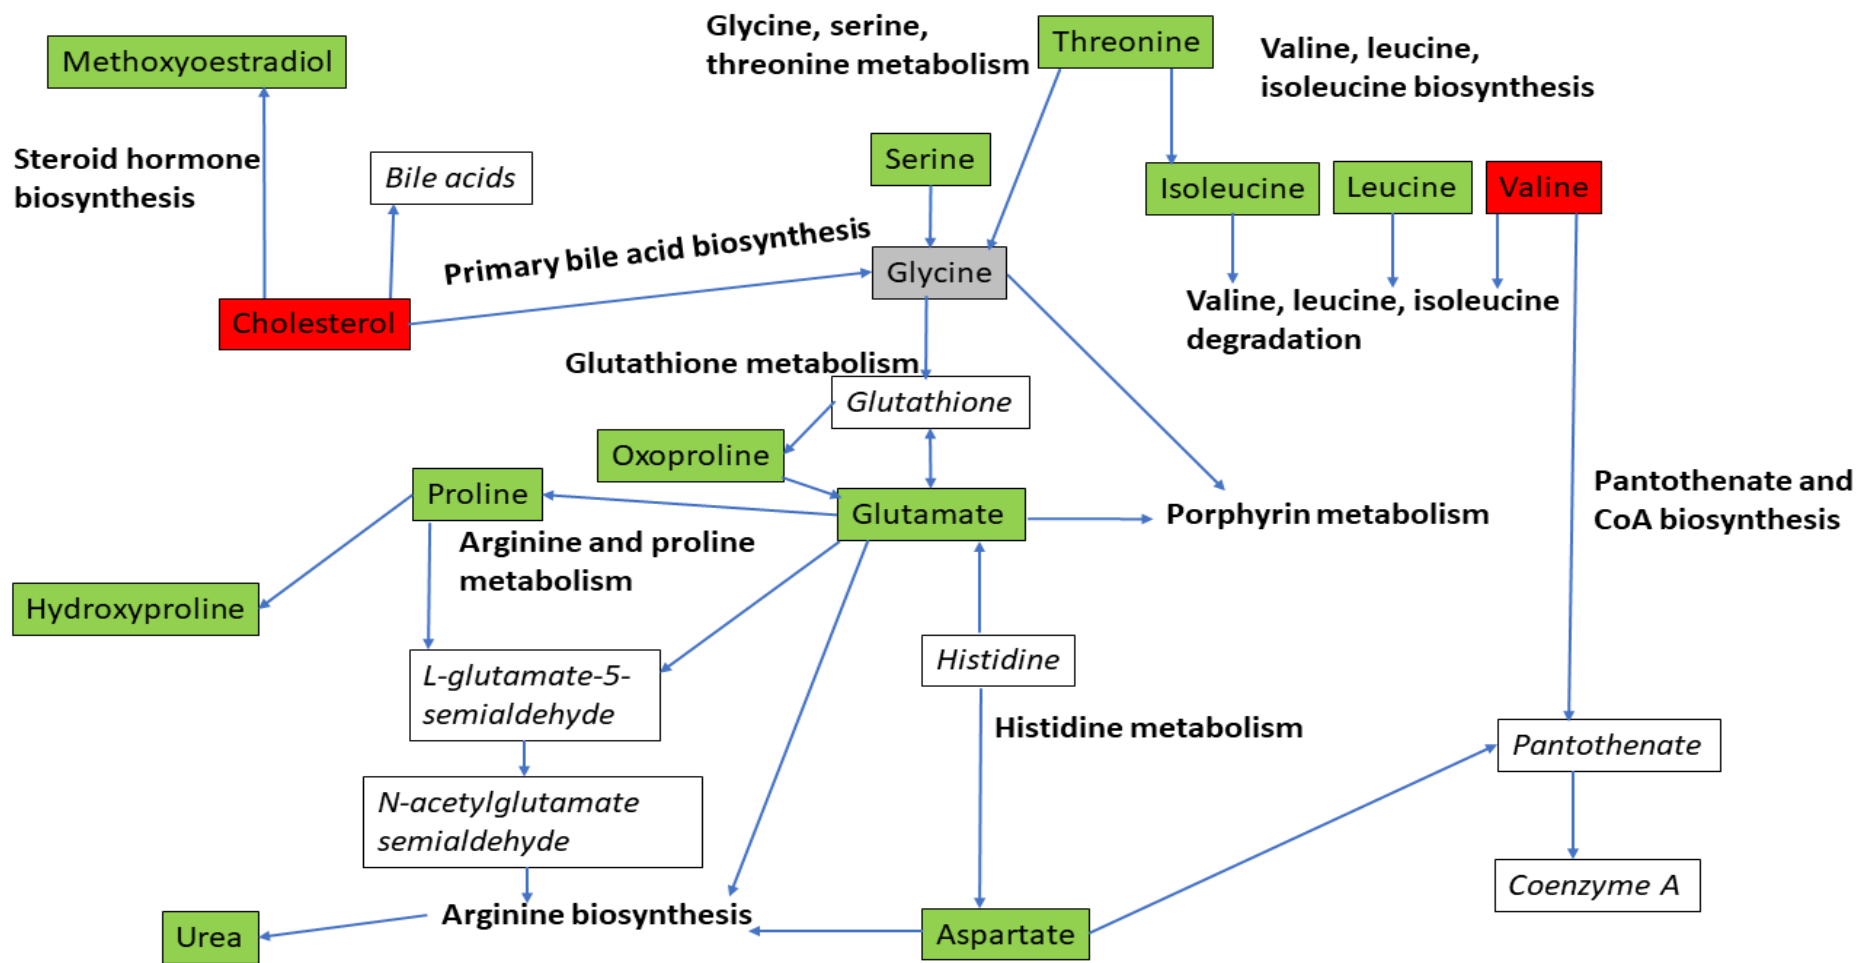 Glycine, serine,
threonine metabolism
Threonine
Valine, leucine,
isoleucine biosynthesis
Methoxyoestradiol
Steroid hormone
biosynthesis
Bile acids
Serine
Isoleucine
Leucine
Valine
Primary bile acid biosynthesis
Glycine
Cholesterol
Valine, leucine, isoleucine
degradation
Glutathione metabolism
Glutathione
Oxoproline
Proline
Glutamate
Porphyrin metabolism
Pantothenate and
CoA biosynthesis
Arginine and proline
metabolism
Hydroxyproline
L-glutamate-5-
semialdehyde
Histidine
Histidine metabolism
Pantothenate
N-acetylglutamate
semialdehyde
Coenzyme A
Arginine biosynthesis
Urea
Aspartate